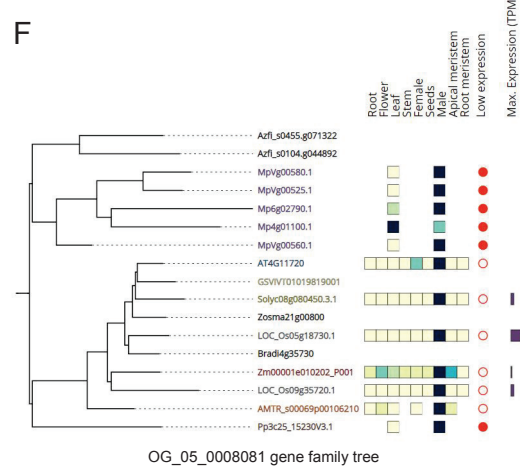 F
Root
Flower
Leaf
Stem
Female
Seeds
Male
Apical meristem
Root meristem
Low expression
Max. Expression (TPM)
Azfi_s0455.g071322
Azfi_s0104.g044892
MpVg00580.1
MpVg00525.1
Mp6g02790.1
Mp4g01100.1
MpVg00560.1
AT4G11720
GSVIVT01019819001
Solyc08g080450.3.1
Zosma21g00800
LOC_Os05g18730.1
Bradi4g35730
Zm00001e010202_P001
LOC_Os09g35720.1
AMTR_s00069p00106210
Pp3c25_15230V3.1
OG_05_0008081 gene family tree